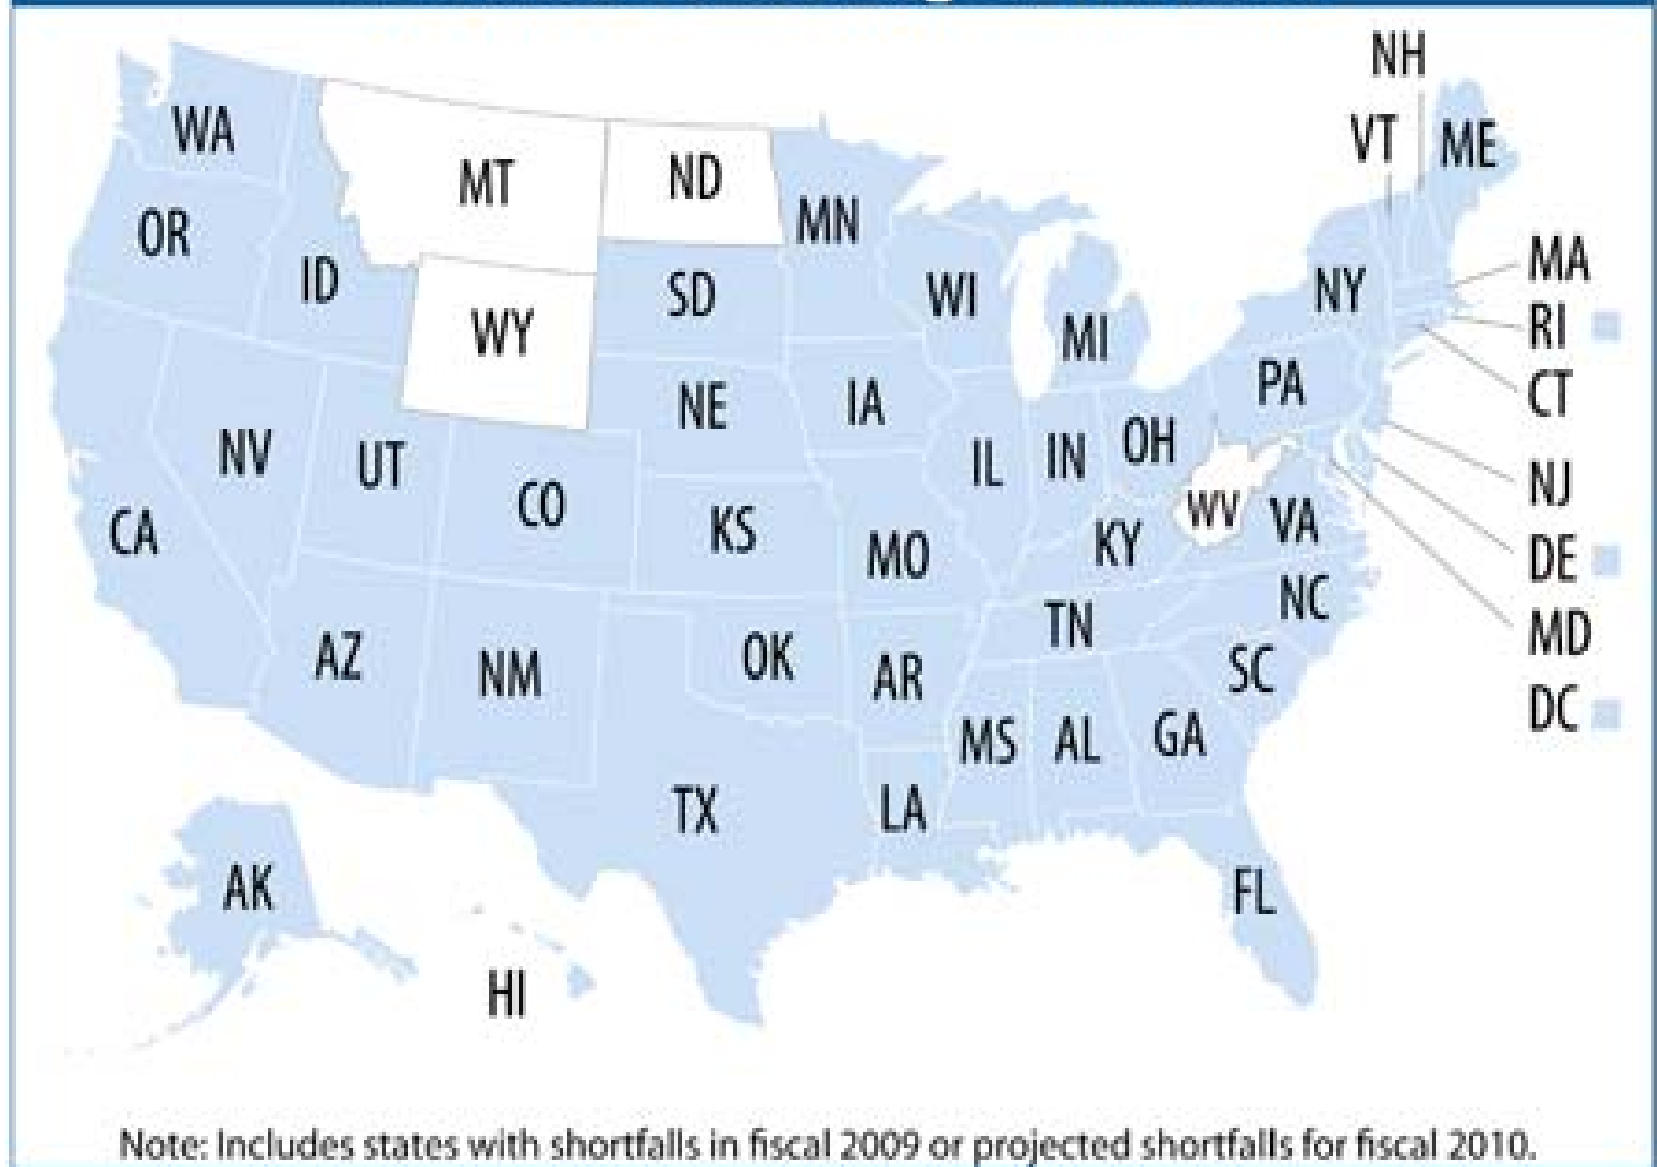 NH
VT
ME
WA
MT
ND
MN
OR
ID
SD
WI
NY
MA
WY
MI
RI
PA
CT
NE
IA
NV
UT
OH
IL
IN
NJ
CO
WV
VA
CA
KS
KY
DE
MO
NC
TN
MD
AZ
NM
OK
AR
SC
DC
MS
AL
GA
TX
LA
AK
FL
HI
Note: Includes states with shortfalls in fiscal 2009 or projected shortfalls for fiscal 2010.